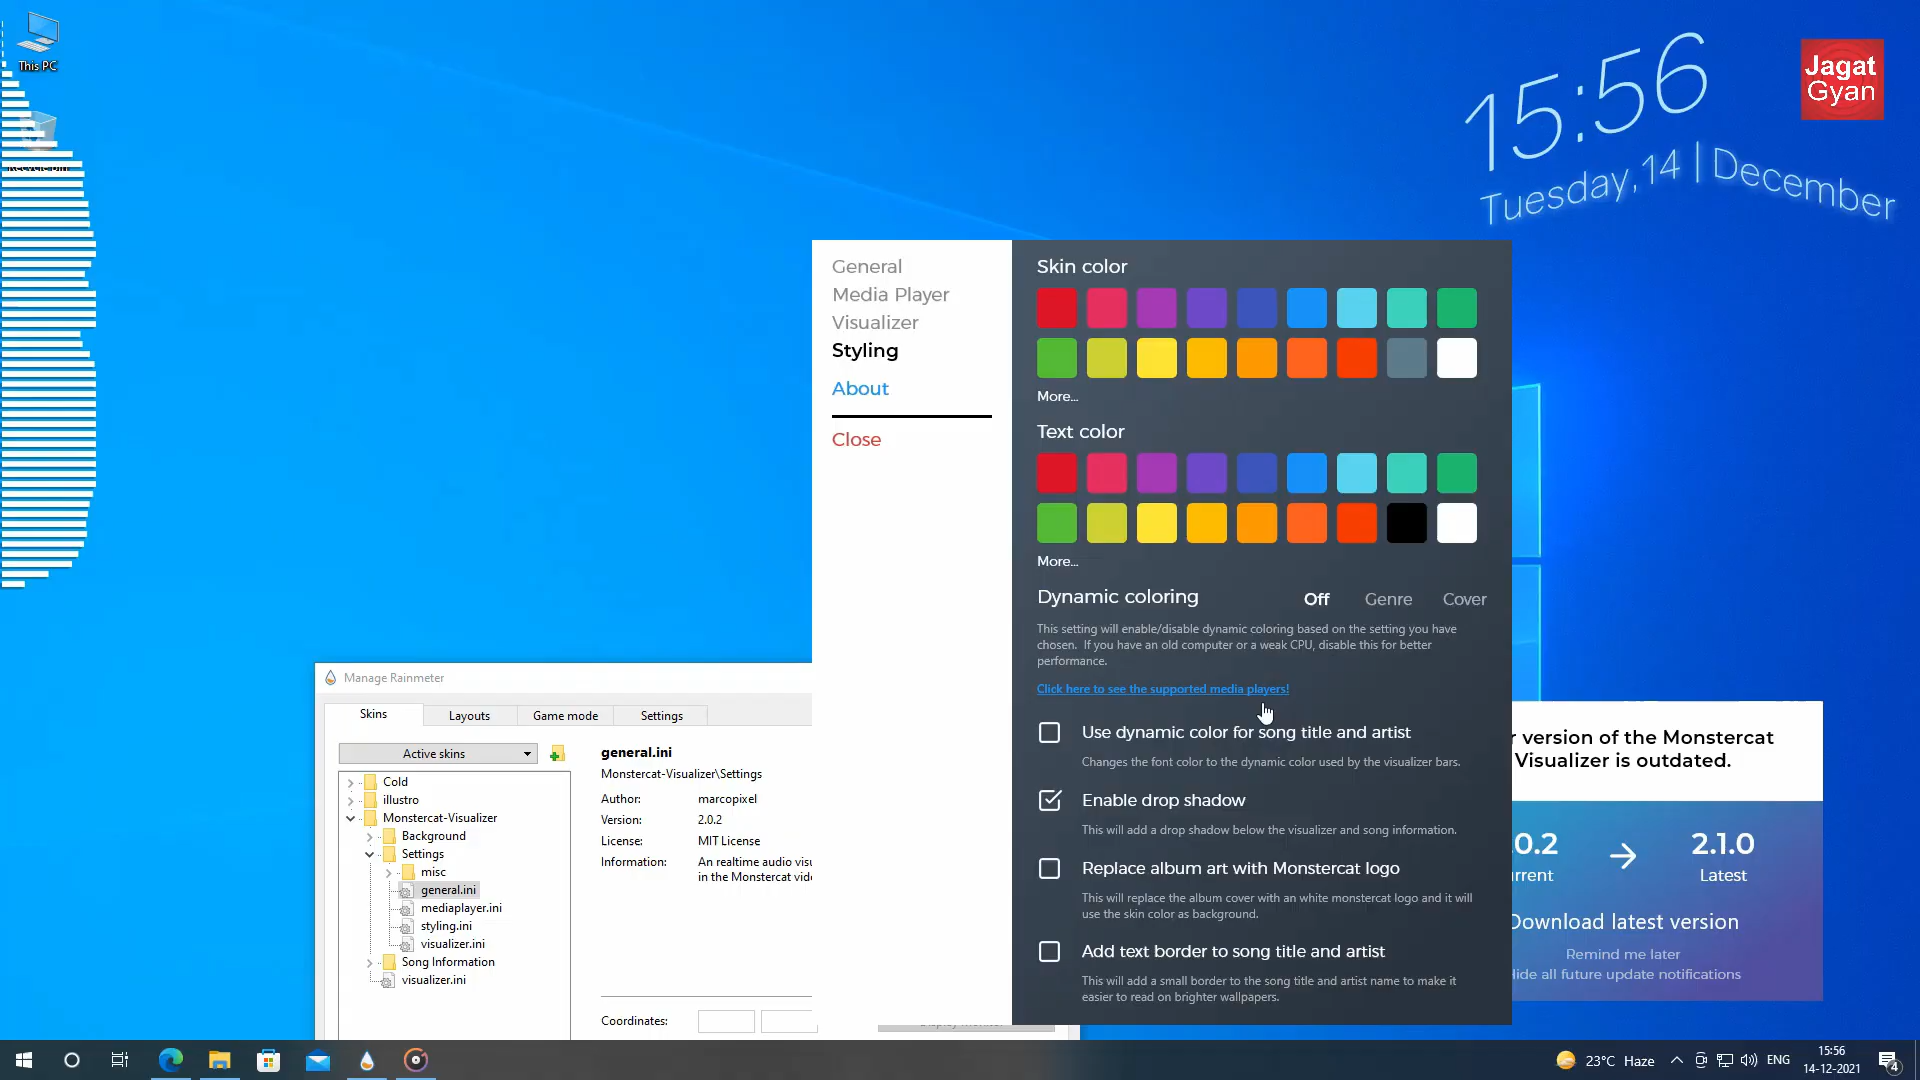 This PC
15:56
Tuesday, 14 | December
Jagat
Gyan
General
Media Player
Visualizer
Styling
About
Close
Skin color
More...
Text color
More...
Dynamic coloring
Off
Genre
Cover
This setting will enable/disable dynamic coloring based on the setting you have
chosen. If you have an old computer or a weak CPU, disable this for better
performance.
Click here to see the supported media players!
Use dynamic color for song title and artist
Changes the font color to the dynamic color used by the visualizer bars.
Enable drop shadow
This will add a drop shadow below the visualizer and song information.
Replace album art with Monstercat logo
This will replace the album cover with an white monstercat logo and it will
use the skin color as background.
Add text border to song title and artist
This will add a small border to the song title and artist name to make it
easier to read on brighter wallpapers.
Manage Rainmeter
Skins
Layouts
Game mode
Settings
Active skins
Cold
illustro
Monstercat-Visualizer
Background
Settings
misc
general.ini
mediaplayer.ini
styling.ini
visualizer.ini
Song Information
visualizer.ini
general.ini
Monstercat-Visualizer\Settings
Author: marcopixel
Version: 2.0.2
License: MIT License
Information: An realtime audio visu
in the Monstercat vide
Coordinates:
r version of the Monstercat
Visualizer is outdated.
.0.2
2.1.0
rrent
Latest
Download latest version
Remind me later
Hide all future update notifications
23°C Haze
ENG
15:56
14-12-2021
4